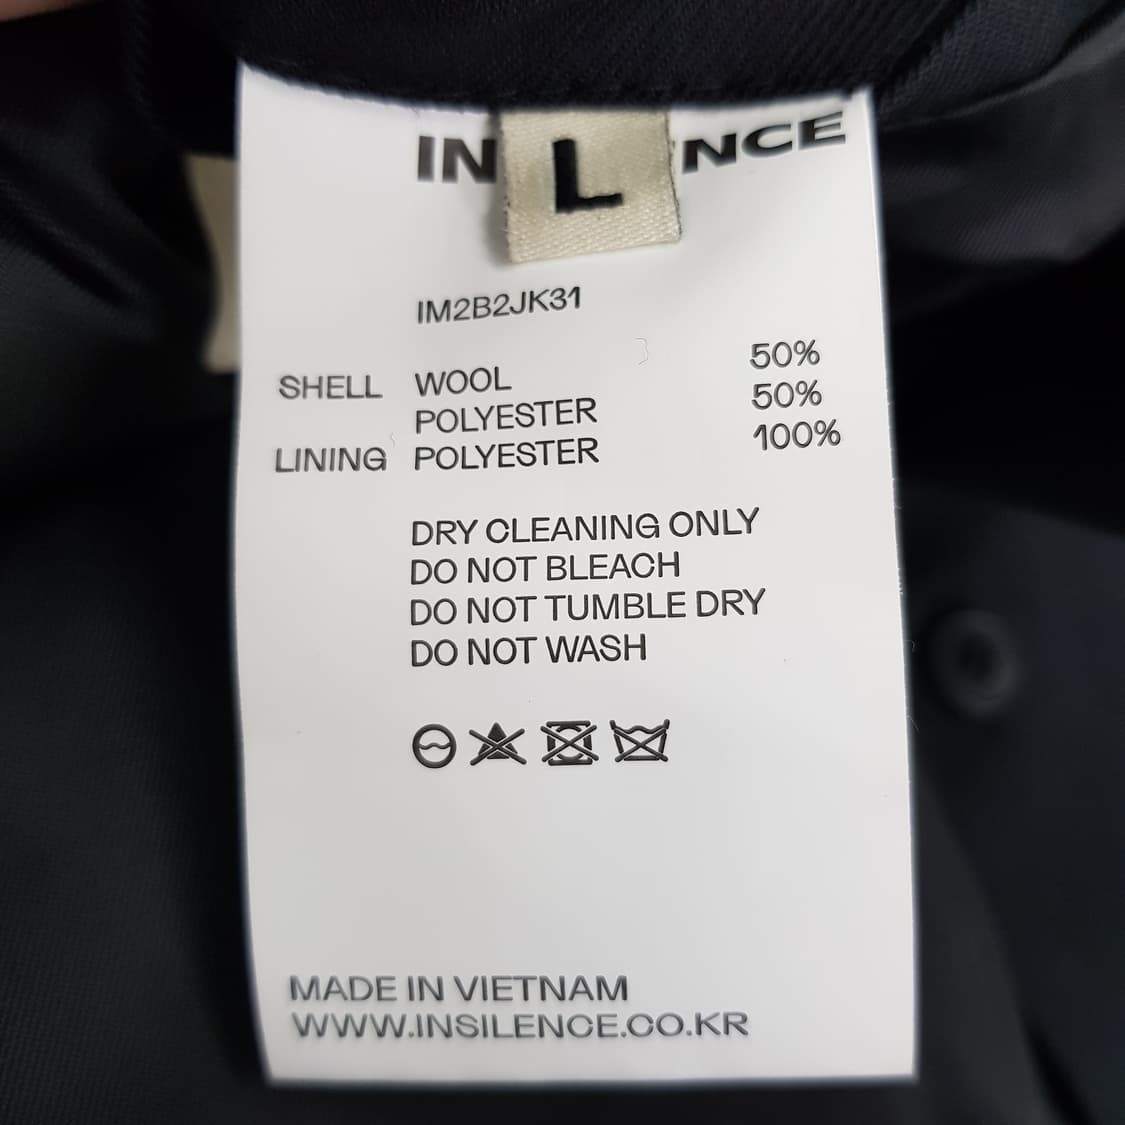 IN L NCE
IM2B2JK31
SHELL WOOL 50%
POLYESTER 50%
LINING POLYESTER 100%
DRY CLEANING ONLY
DO NOT BLEACH
DO NOT TUMBLE DRY
DO NOT WASH
MADE IN VIETNAM
WWW.INSILENCE.CO.KR